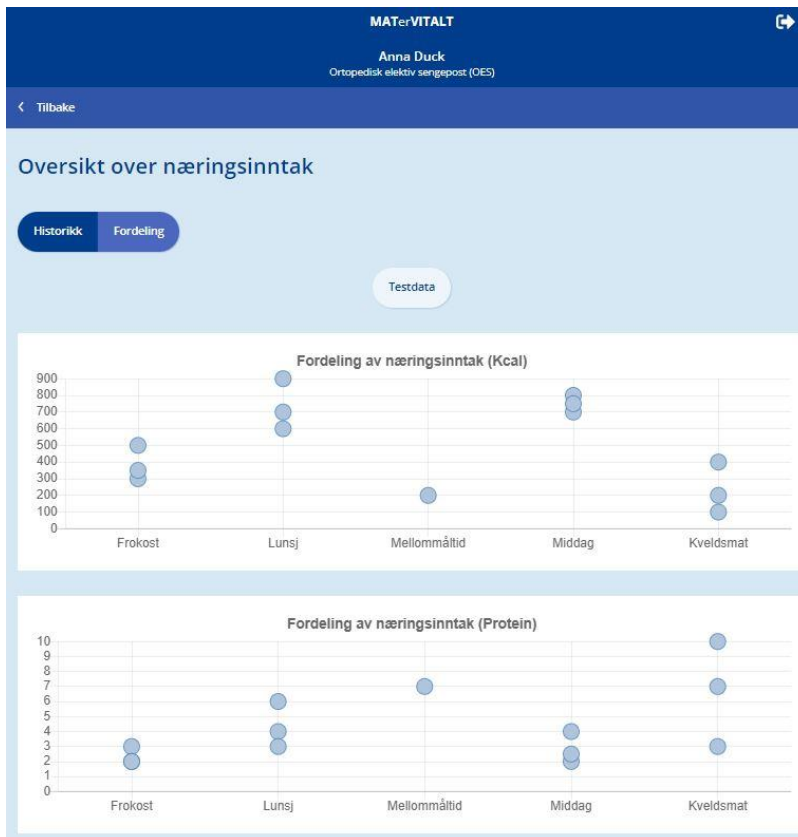 MATerVITALT
Anna Duck
Ortopedisk elektiv sengepost (OES)
Tilbake
Oversikt over næringsinntak
Historikk Fordeling
Testdata
Fordeling av næringsinntak (Kcal)
900
800
700
600
500
400
300
200
100
0
Frokost Lunsj Mellommåltid Middag Kveldsmat
Fordeling av næringsinntak (Protein)
10
9
8
7
6
5
4
3
2
1
0
Frokost Lunsj Mellommåltid Middag Kveldsmat